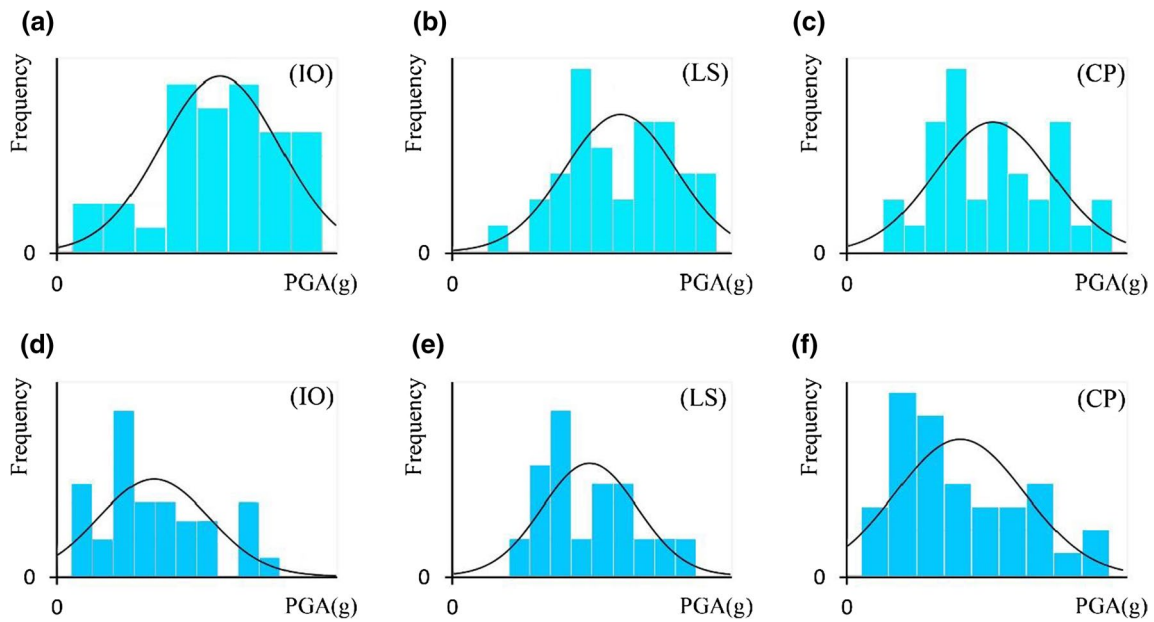 (a)
Frequency
(IO)
0
0
PGA(g)
(b)
Frequency
(LS)
0
0
PGA(g)
(c)
Frequency
(CP)
0
0
PGA(g)
(d)
Frequency
(IO)
0
0
PGA(g)
(e)
Frequency
(LS)
0
0
PGA(g)
(f)
Frequency
(CP)
0
0
PGA(g)